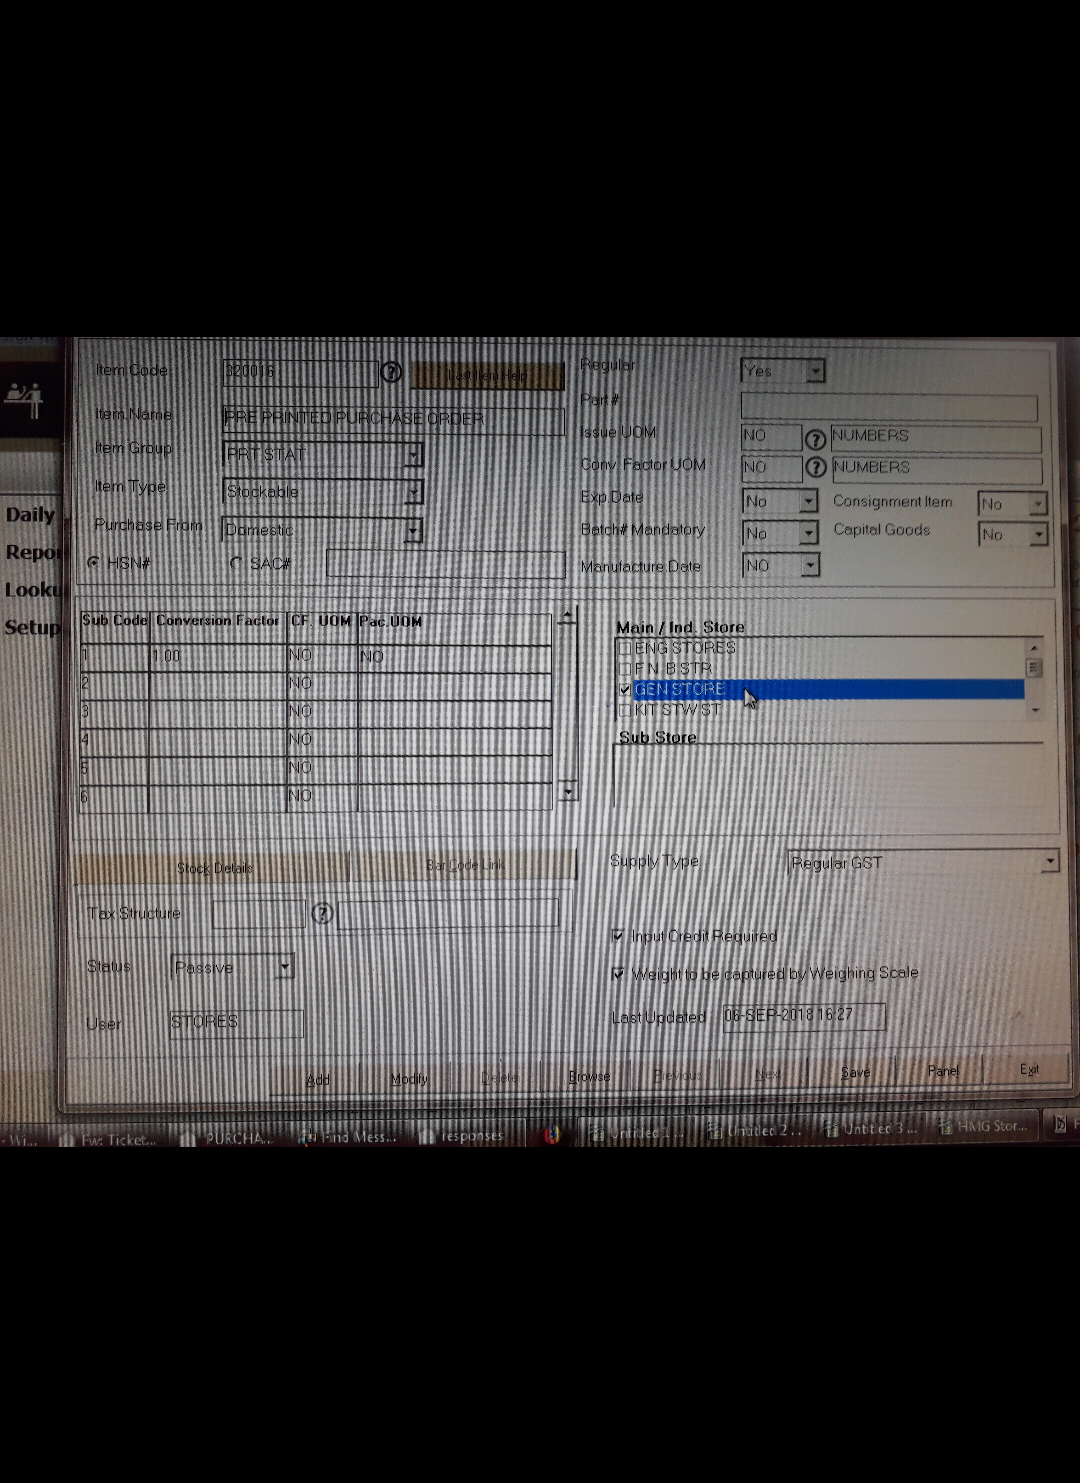 Item Code 320016 ? Last Item Help Regular Yes
Part #
Item Name PRE PRINTED PURCHASE ORDER
Issue UOM NO ? NUMBERS
Item Group PRT STAT
Conv. Factor UOM NO ? NUMBERS
Item Type Stockable
Exp.Date No Consignment Item No
Purchase From Domestic
Batch# Mandatory No Capital Goods No
HSN# SAC#
Manufacture.Date NO
Daily
Repo
Looku
Setup
Sub Code Conversion Factor CF. UOM Pac.UOM
1 1.00 NO NO
2 NO
3 NO
4 NO
5 NO
6 NO
Main / Ind. Store
ENG STORES
F.N. B STR
GEN STORE
KIT STW ST
Sub Store
Stock Details Bar Code Link
Supply Type Regular GST
Tax Structure ?
Input Credit Required
Status Passive
Weight to be captured by Weighing Scale
User STORES
Last Updated 06-SEP-2018 16:27
Add Modify Delete Browse Previous Next Save Panel Exit
- Wi... Fw: Ticket... PURCHA... Find Mess... responses Untitled 1 ... Untitled 2 ... Untitled 3 ... HMG Stor...